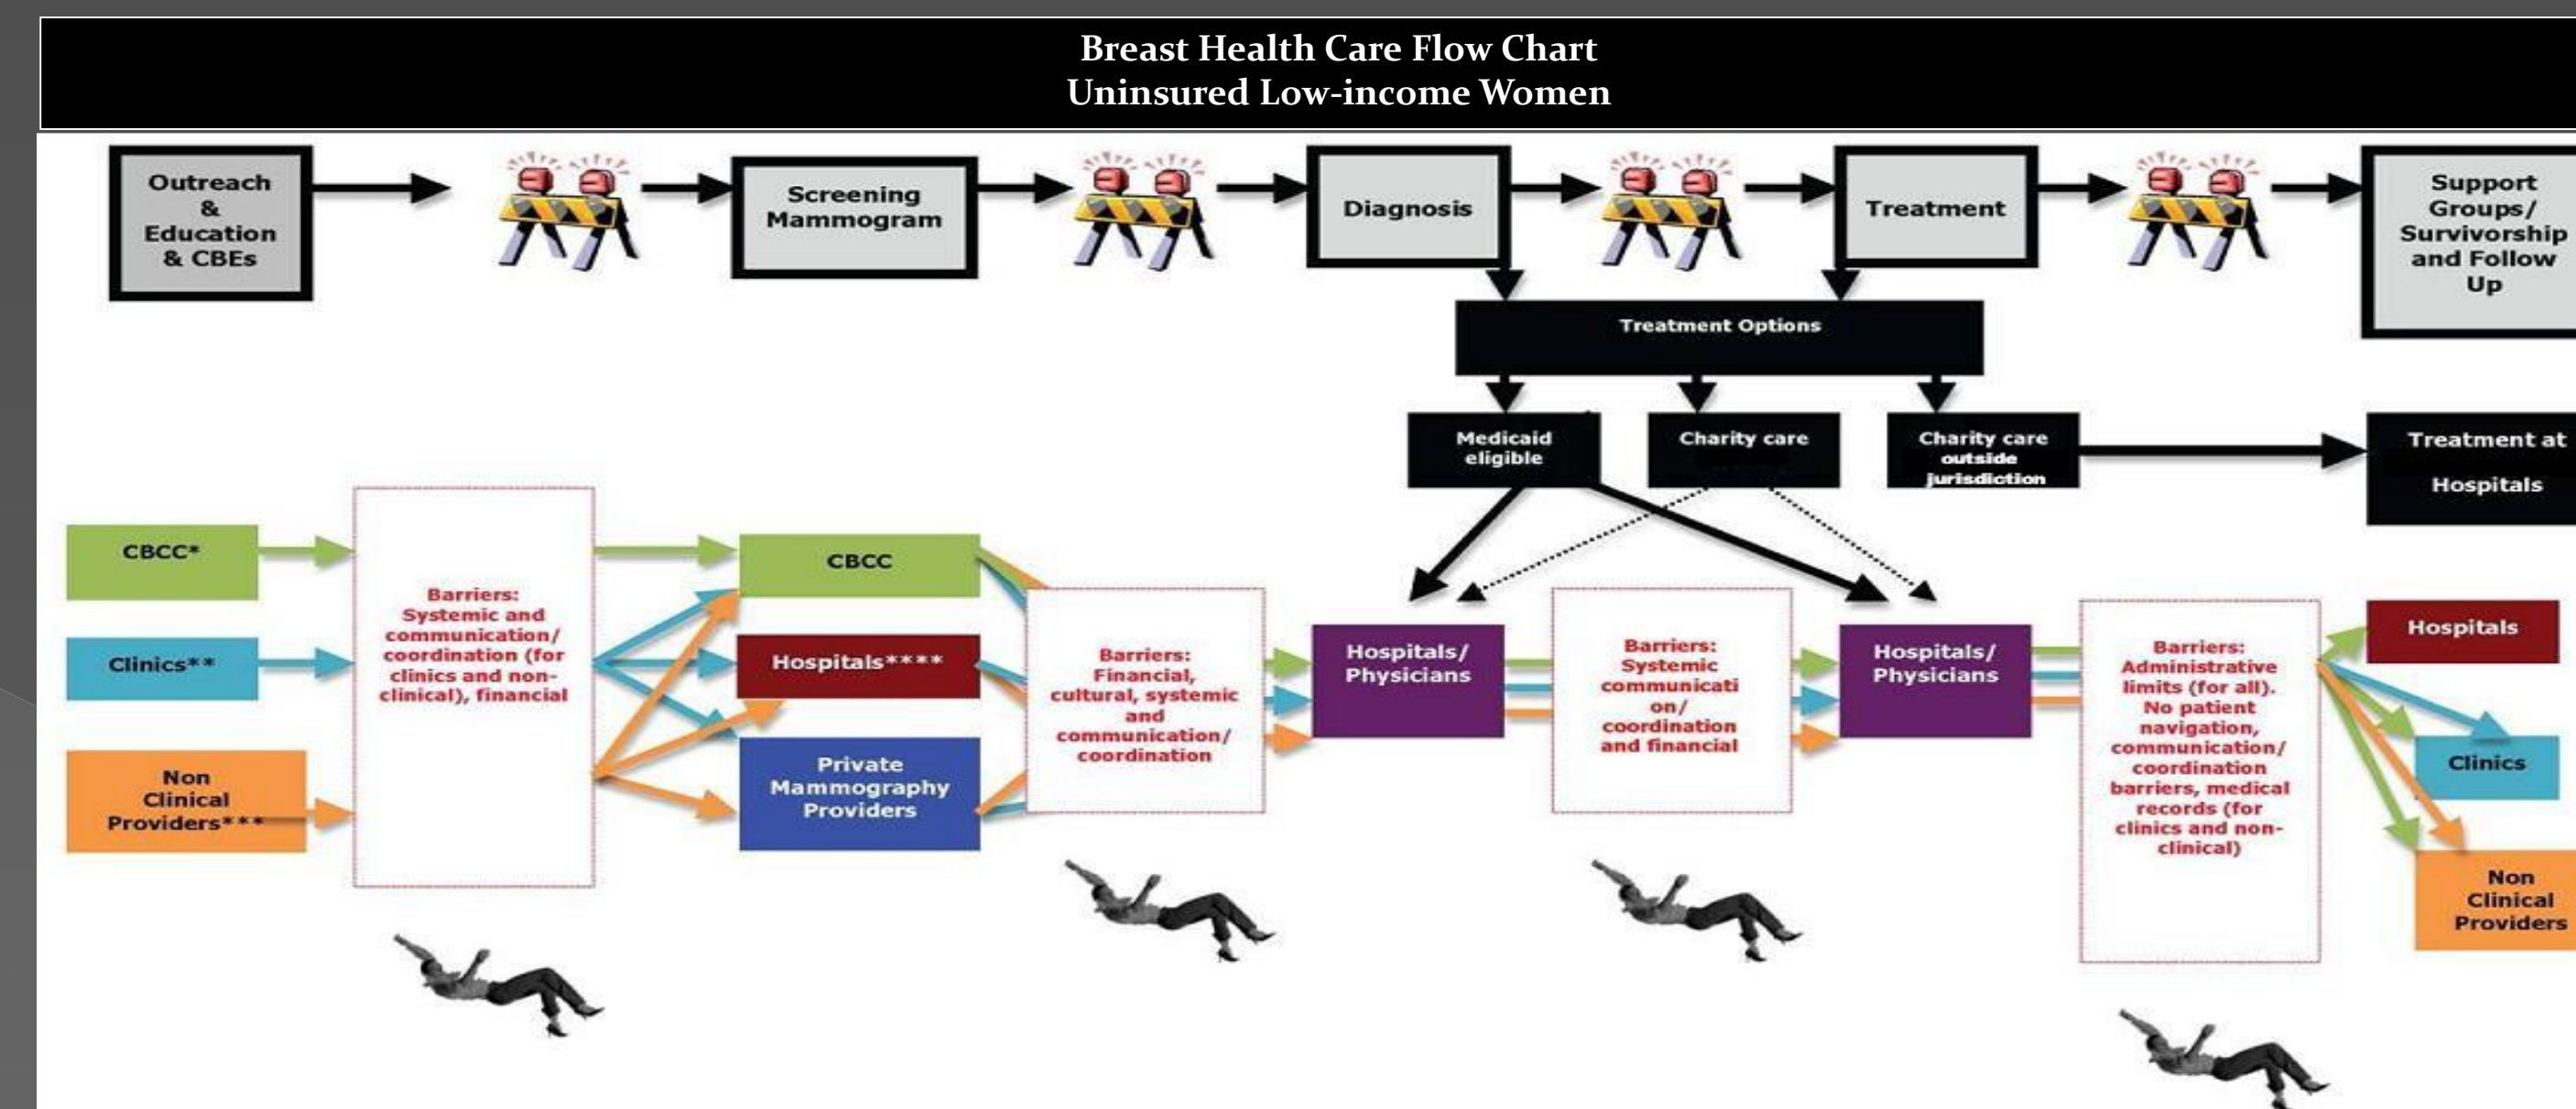 Breast Health Care Flow Chart
Uninsured Low-income Women
Outreach
&
Education
& CBEs
Screening
Mammogram
Diagnosis
Treatment
Support
Groups/
Survivorship
and Follow
Up
Treatment Options
Medicaid
eligible
Charity care
Charity care
outside
jurisdiction
Treatment at
Hospitals
CBCC*
Clinics**
Non
Clinical
Providers***
Barriers:
Systemic and
communication/
coordination (for
clinics and non-
clinical), financial
CBCC
Hospitals****
Private
Mammography
Providers
Barriers:
Financial,
cultural, systemic
and
communication/
coordination
Hospitals/
Physicians
Barriers:
Systemic
communicati
on/
coordination
and financial
Hospitals/
Physicians
Barriers:
Administrative
limits (for all).
No patient
navigation,
communication/
coordination
barriers, medical
records (for
clinics and non-
clinical)
Hospitals
Clinics
Non
Clinical
Providers